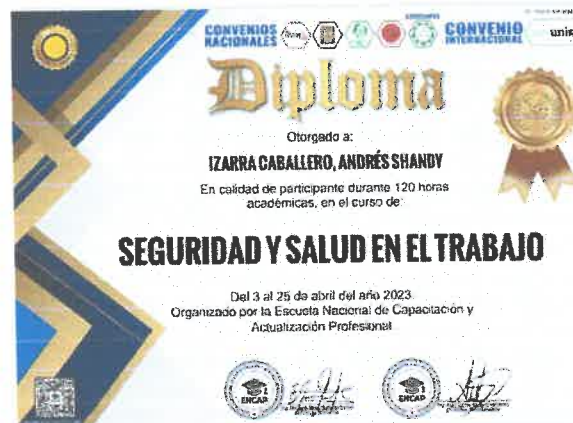 CONVENIOS
NACIONALES
CONVENIO
INTERNACIONAL
Diploma
Otorgado a:
IZARRA CABALLERO, ANDRÉS SHANDY
En calidad de participante durante 120 horas
académicas, en el curso de:
SEGURIDAD Y SALUD EN EL TRABAJO
Del 3 al 25 de abril del año 2023.
Organizado por la Escuela Nacional de Capacitación y
Actualización Profesional
ENCAP
ENCAP